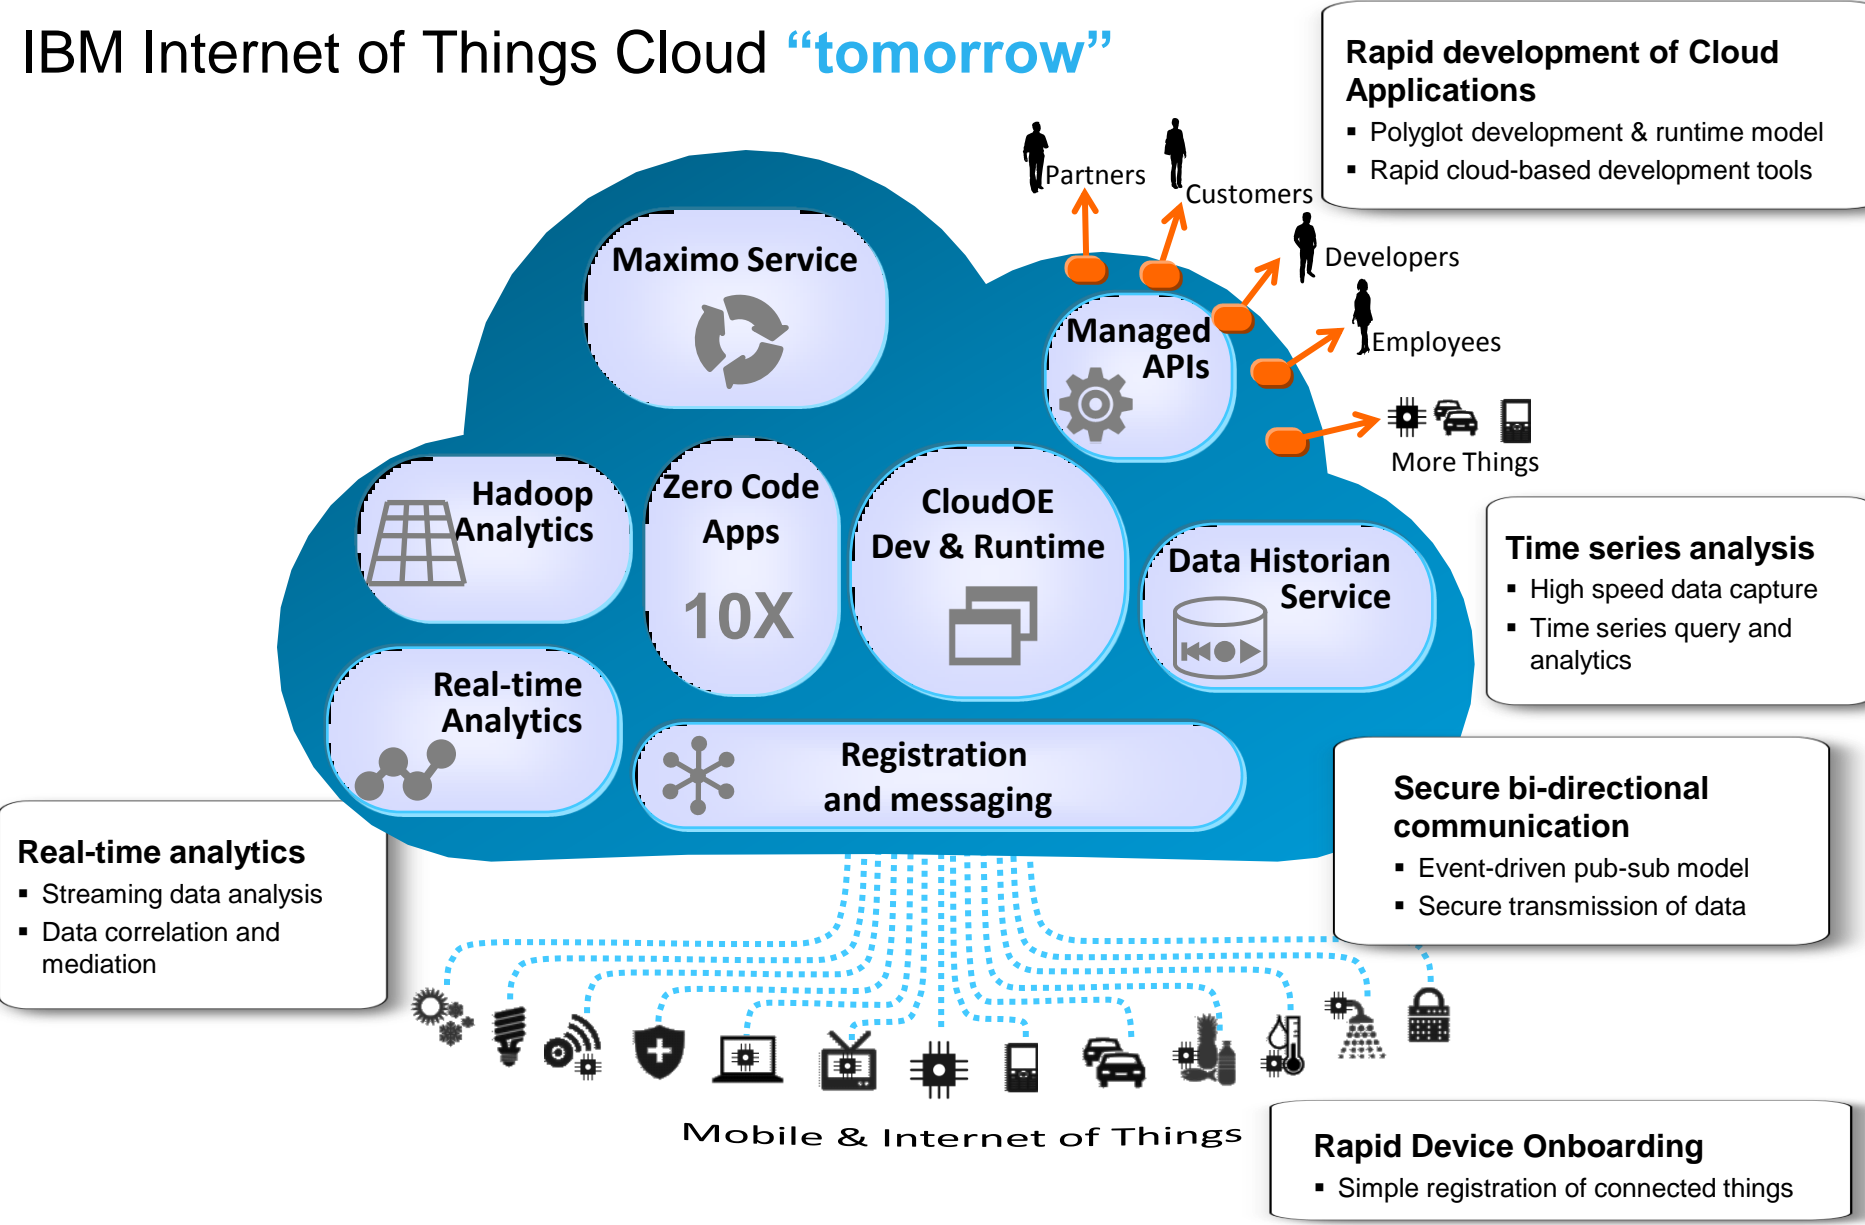 IBM Internet of Things Cloud “tomorrow”
Rapid development of Cloud
Applications
▪ Polyglot development & runtime model
▪ Rapid cloud-based development tools
Partners
Customers
Developers
Employees
More Things
Maximo Service
Managed
APIs
Hadoop
Analytics
Zero Code
Apps
10X
CloudOE
Dev & Runtime
Data Historian
Service
Time series analysis
▪ High speed data capture
▪ Time series query and
analytics
Real-time
Analytics
Registration
and messaging
Secure bi-directional
communication
▪ Event-driven pub-sub model
▪ Secure transmission of data
Real-time analytics
▪ Streaming data analysis
▪ Data correlation and
mediation
Mobile & Internet of Things
Rapid Device Onboarding
▪ Simple registration of connected things